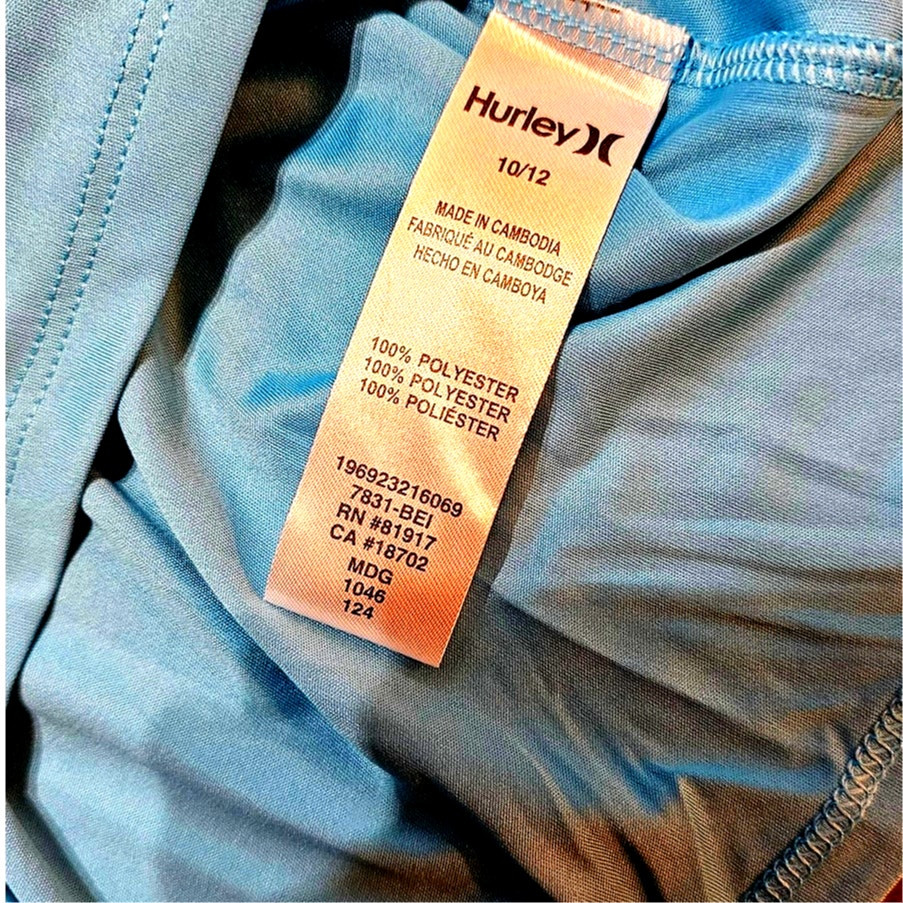 Hurley
10/12
MADE IN CAMBODIA
FABRIQUÉ AU CAMBODGE
HECHO EN CAMBOYA
100% POLYESTER
100% POLYESTER
100% POLIÉSTER
196923216069
7831-BEI
RN #81917
CA #18702
MDG
1046
124